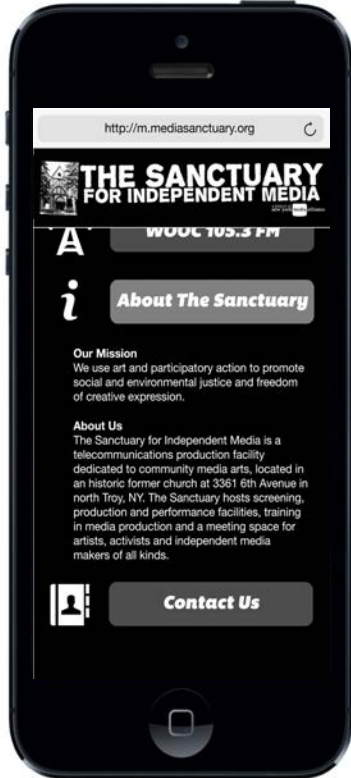 http://m.mediasanctuary.org
THE SANCTUARY
FOR INDEPENDENT MEDIA
A
WOOC 105.3 FM
i
About The Sanctuary
Our Mission
We use art and participatory action to promote
social and environmental justice and freedom
of creative expression.
About Us
The Sanctuary for Independent Media is a
telecommunications production facility
dedicated to community media arts, located in
an historic former church at 3361 6th Avenue in
north Troy, NY. The Sanctuary hosts screening,
production and performance facilities, training
in media production and a meeting space for
artists, activists and independent media
makers of all kinds.
Contact Us